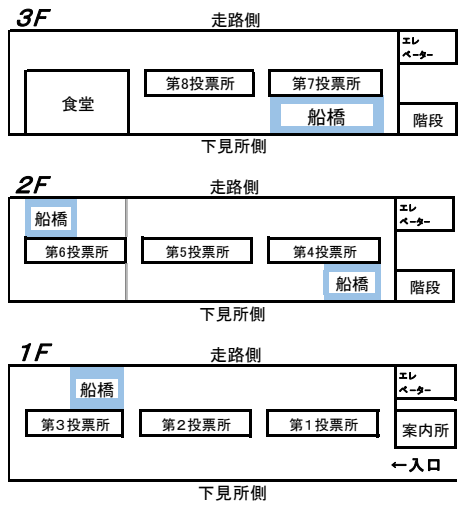 3F
走路側
エレ
ベーター
第8投票所
第7投票所
食堂
船橋
階段
下見所側
2F
走路側
エレ
ベーター
船橋
第6投票所
第5投票所
第4投票所
船橋
階段
下見所側
1F
走路側
エレ
ベーター
船橋
第3投票所
第2投票所
第1投票所
案内所
←入口
下見所側